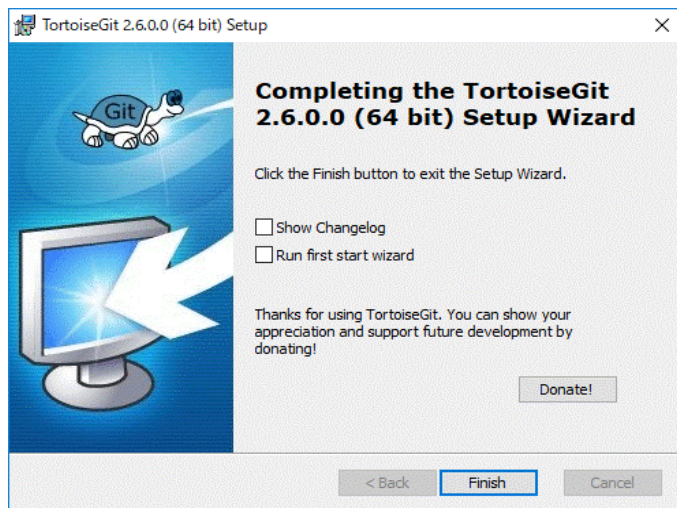 TortoiseGit 2.6.0.0 (64 bit) Setup
Git
Completing the TortoiseGit
2.6.0.0 (64 bit) Setup Wizard
Click the Finish button to exit the Setup Wizard.
Show Changelog
Run first start wizard
Thanks for using TortoiseGit. You can show your
appreciation and support future development by
donating!
Donate!
< Back
Finish
Cancel